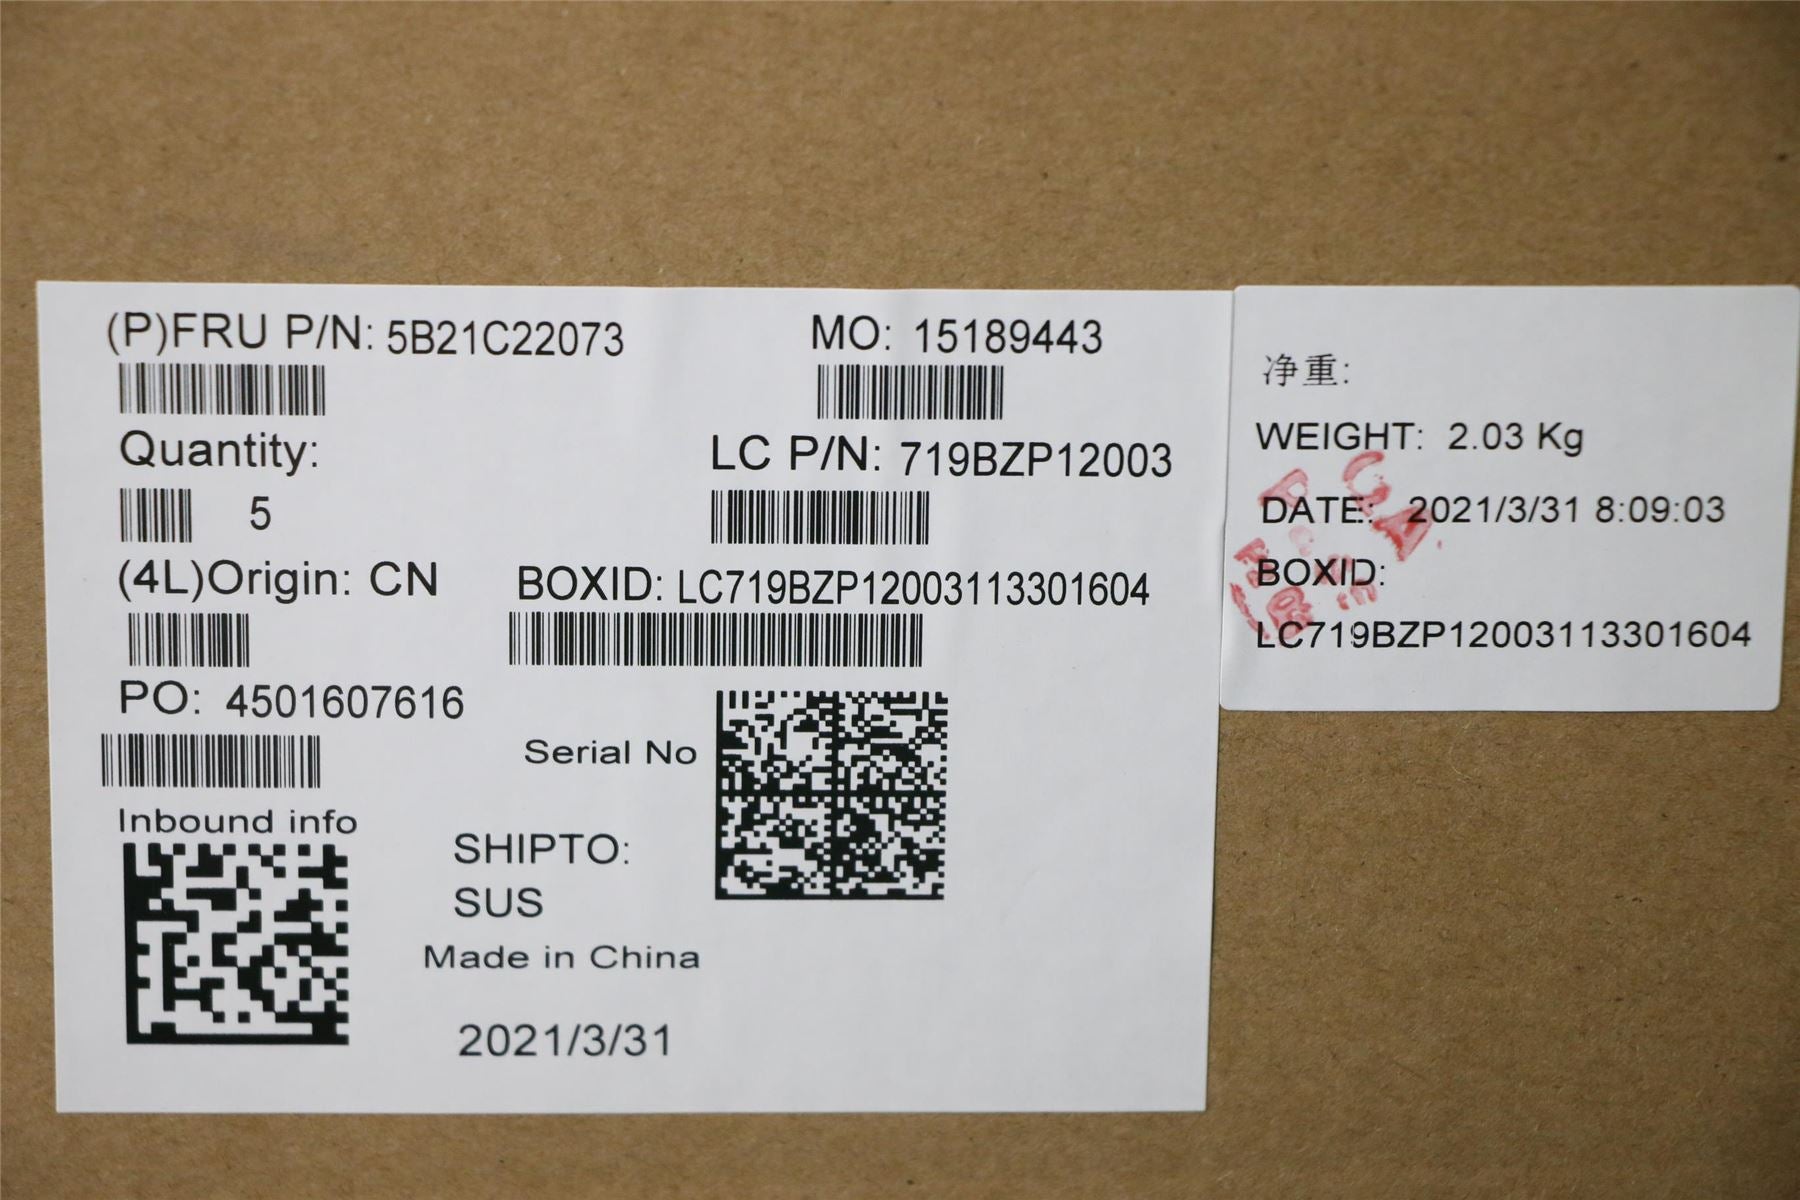 (P)FRU P/N: 5B21C22073
MO: 15189443
Quantity:
5
LC P/N: 719BZP12003
(4L)Origin: CN
BOXID: LC719BZP12003113301604
PO: 4501607616
Serial No
Inbound info
SHIPTO:
SUS
Made in China
2021/3/31
净重:
WEIGHT: 2.03 Kg
DATE: 2021/3/31 8:09:03
BOXID:
LC719BZP12003113301604